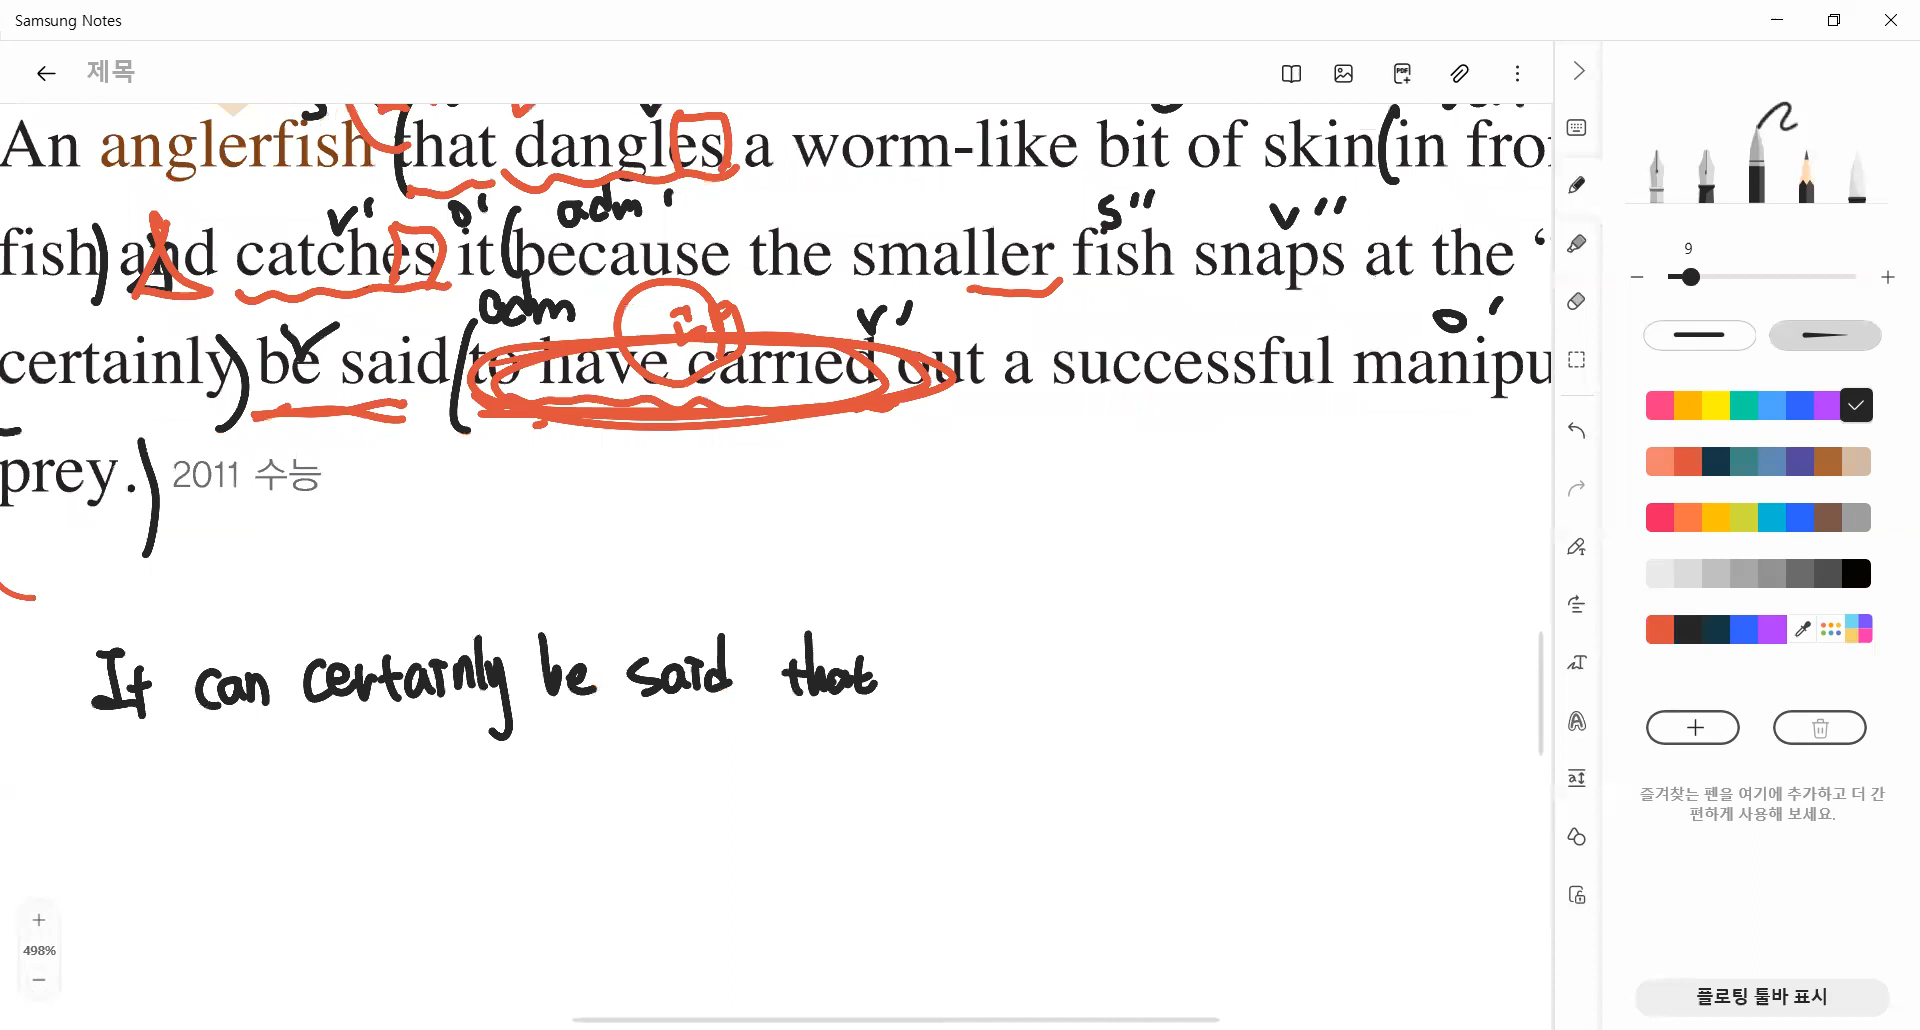 Samsung Notes
제목
An anglerfish (that dangles a worm-like bit of skin (in fro
v' o' adm' s" v"
fish) and catches it (because the smaller fish snaps at the ‘
adm v' o'
certainly) be said (to have carried out a successful manipu
prey.) 2011 수능
It can certainly be said that
9
즐겨찾는 펜을 여기에 추가하고 더 간
편하게 사용해 보세요.
498%
플로팅 툴바 표시